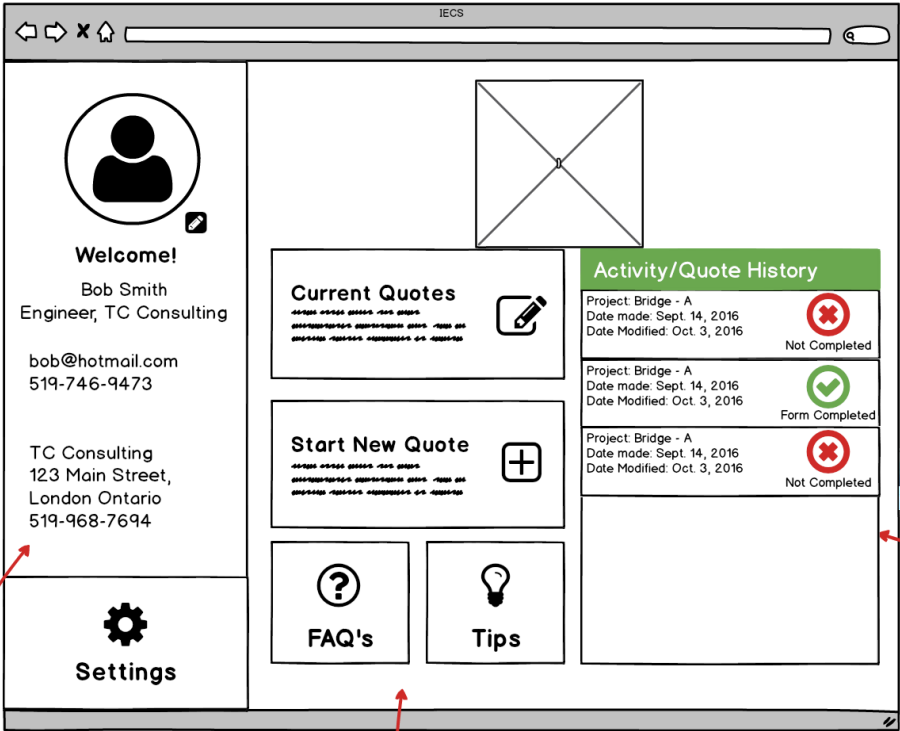 IECS
Welcome!
Bob Smith
Engineer, TC Consulting
bob@hotmail.com
519-746-9473
TC Consulting
123 Main Street,
London Ontario
519-968-7694
Settings
Current Quotes
Start New Quote
FAQ's
Tips
Activity/Quote History
Project: Bridge - A
Date made: Sept. 14, 2016
Date Modified: Oct. 3, 2016
Not Completed
Project: Bridge - A
Date made: Sept. 14, 2016
Date Modified: Oct. 3, 2016
Form Completed
Project: Bridge - A
Date made: Sept. 14, 2016
Date Modified: Oct. 3, 2016
Not Completed